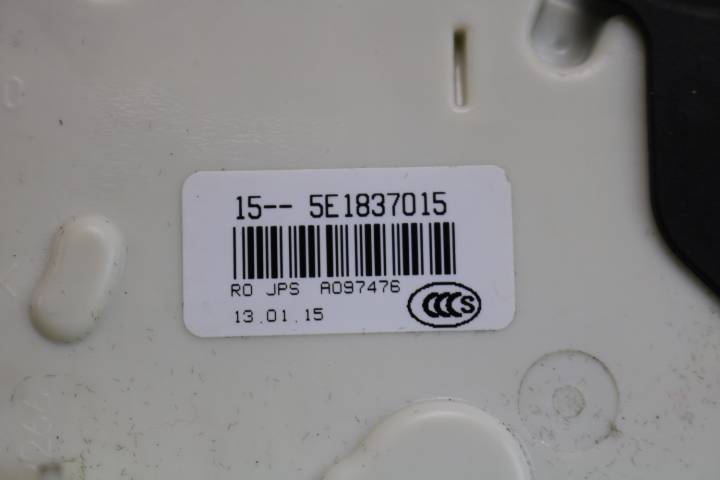 15-- 5E1837015
RO JPS A097476
13.01.15
CCCS